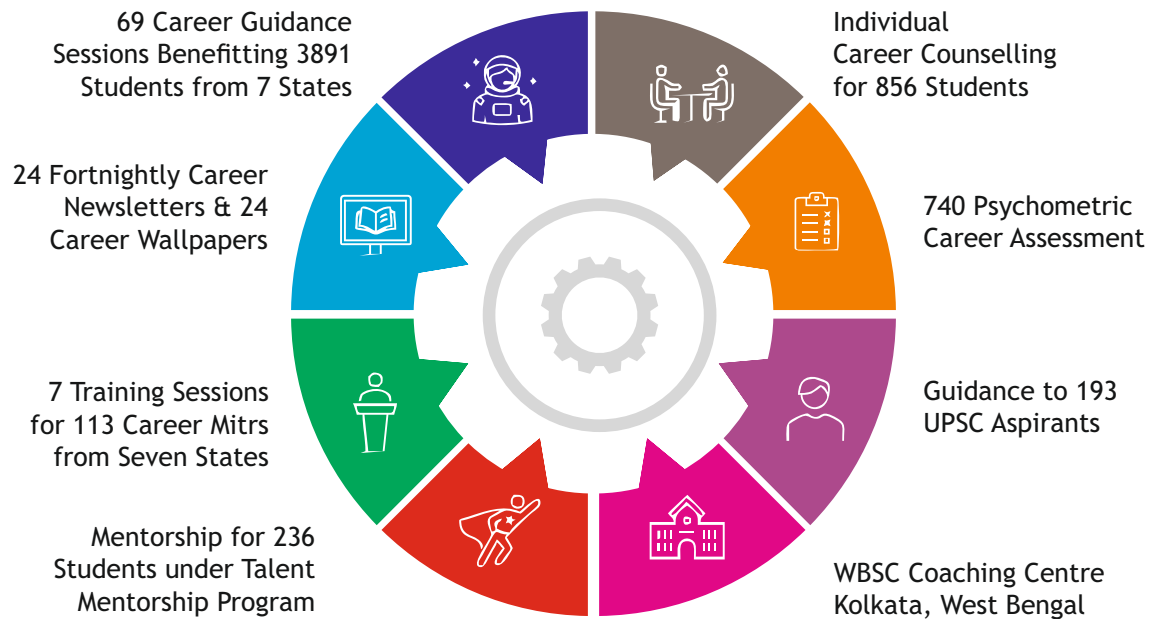 69 Career Guidance
Sessions Benefitting 3891
Students from 7 States
Individual
Career Counselling
for 856 Students
24 Fortnightly Career
Newsletters & 24
Career Wallpapers
740 Psychometric
Career Assessment
7 Training Sessions
for 113 Career Mitrs
from Seven States
Guidance to 193
UPSC Aspirants
Mentorship for 236
Students under Talent
Mentorship Program
WBSC Coaching Centre
Kolkata, West Bengal